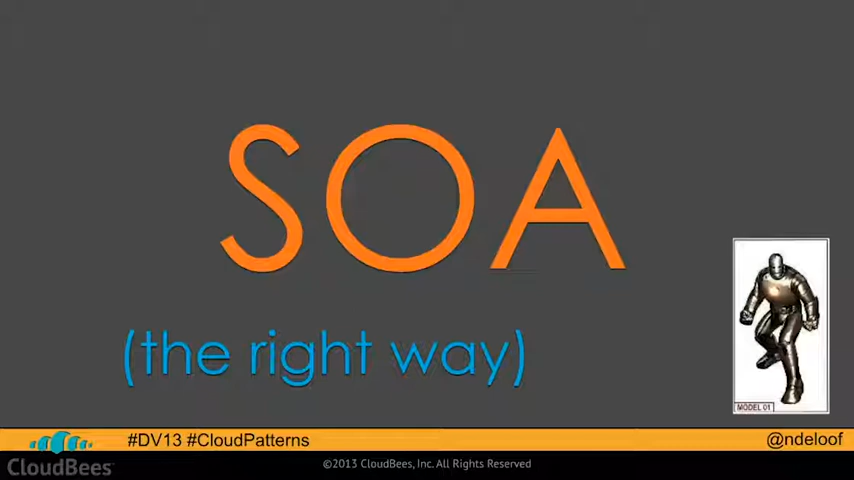 SOA
(the right way)
MODEL 01
#DV13 #CloudPatterns
@ndeloof
CloudBees
©2013 CloudBees, Inc. All Rights Reserved